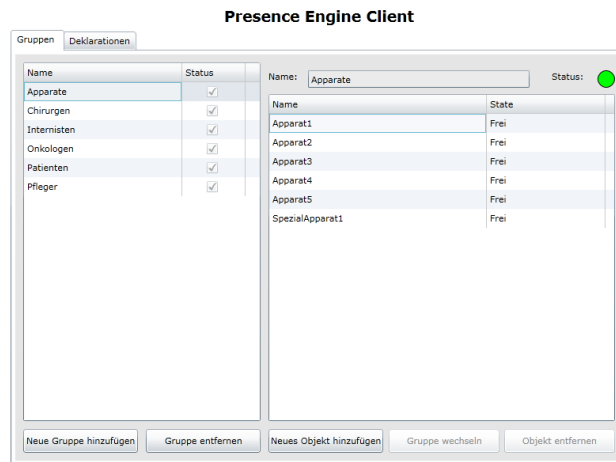 Presence Engine Client
Gruppen Deklarationen
Name Status
Apparate
Chirurgen
Internisten
Onkologen
Patienten
Pfleger
Neue Gruppe hinzufügen Gruppe entfernen
Name: Apparate Status:
Name State
Apparat1 Frei
Apparat2 Frei
Apparat3 Frei
Apparat4 Frei
Apparat5 Frei
SpezialApparat1 Frei
Neues Objekt hinzufügen Gruppe wechseln Objekt entfernen